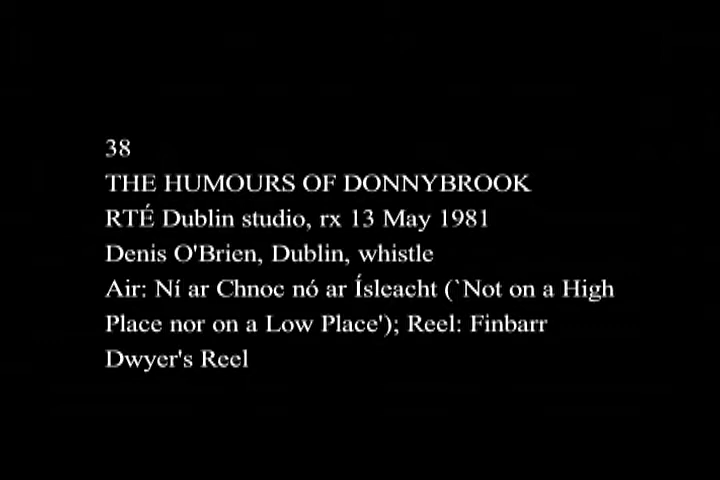 38
THE HUMOURS OF DONNYBROOK
RTÉ Dublin studio, rx 13 May 1981
Denis O'Brien, Dublin, whistle
Air: Ní ar Chnoc nó ar Ísleacht (`Not on a High
Place nor on a Low Place'); Reel: Finbarr
Dwyer's Reel